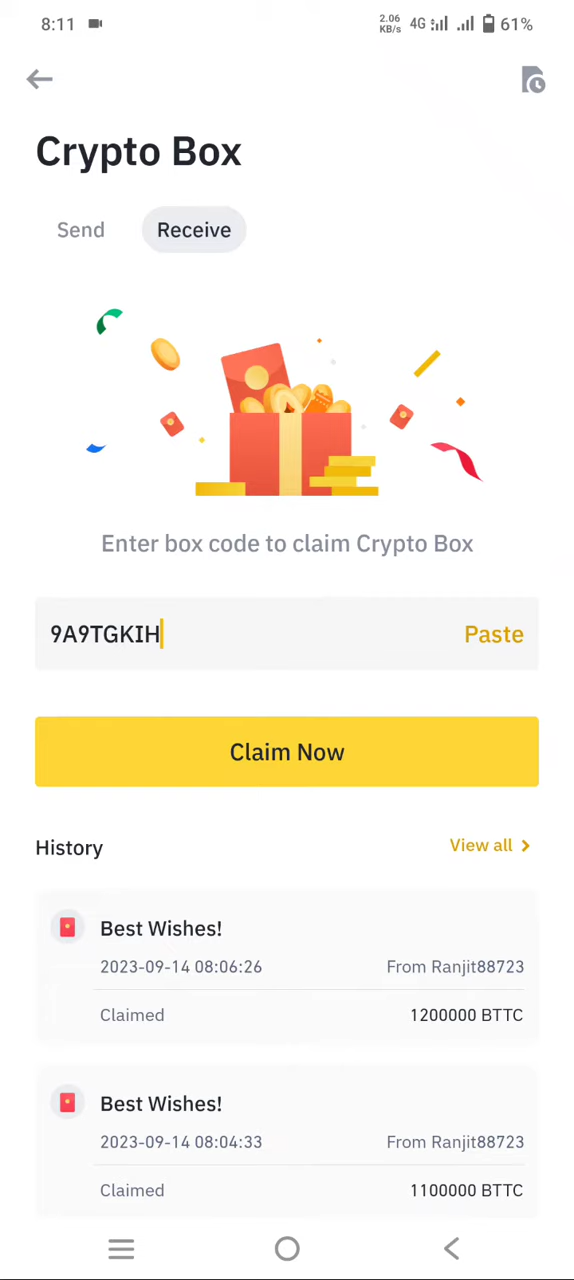 8:11 2.06 KB/s 4G 61%
Crypto Box
Send Receive
Enter box code to claim Crypto Box
9A9TGKIH Paste
Claim Now
History View all
Best Wishes!
2023-09-14 08:06:26 From Ranjit88723
Claimed 1200000 BTTC
Best Wishes!
2023-09-14 08:04:33 From Ranjit88723
Claimed 1100000 BTTC